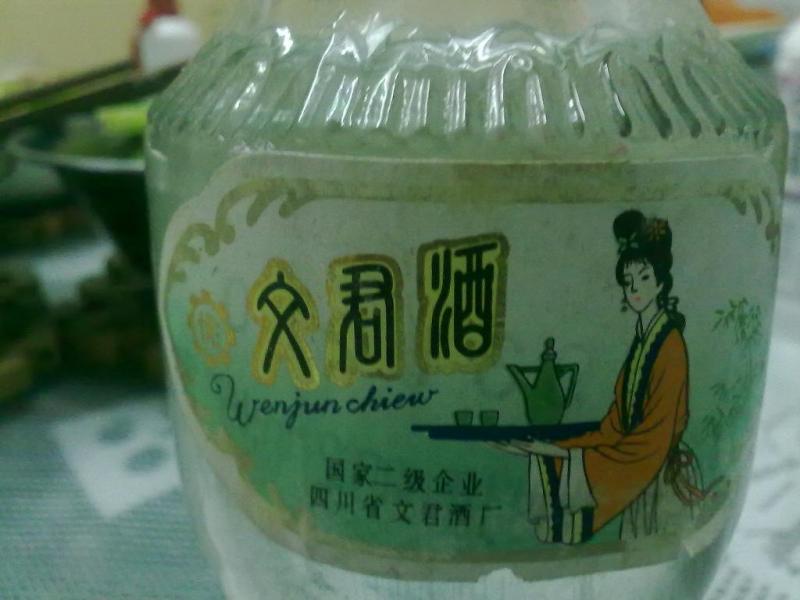 文君酒
Wenjun chiew
国家二级企业
四川省文君酒厂